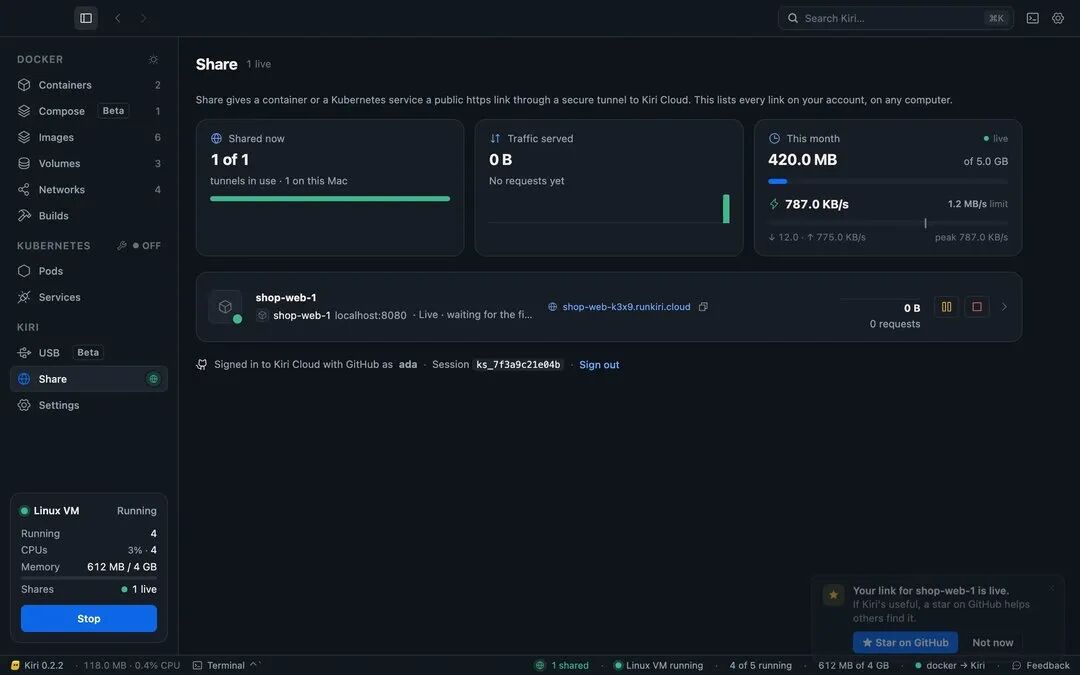 Search Kiri... ⌘K
DOCKER
Containers 2
Compose Beta 1
Images 6
Volumes 3
Networks 4
Builds
KUBERNETES OFF
Pods
Services
KIRI
USB Beta
Share
Settings
Linux VM Running
Running 4
CPUs 3% · 4
Memory 612 MB / 4 GB
Shares 1 live
Stop
Share 1 live
Share gives a container or a Kubernetes service a public https link through a secure tunnel to Kiri Cloud. This lists every link on your account, on any computer.
Shared now
1 of 1
tunnels in use · 1 on this Mac
Traffic served
0 B
No requests yet
This month live
420.0 MB of 5.0 GB
787.0 KB/s 1.2 MB/s limit
↓ 12.0 · ↑ 775.0 KB/s peak 787.0 KB/s
shop-web-1
shop-web-1 localhost:8080 · Live · waiting for the fi...
shop-web-k3x9.runkiri.cloud
0 B
0 requests
Signed in to Kiri Cloud with GitHub as ada · Session ks_7f3a9c21e04b · Sign out
Your link for shop-web-1 is live.
If Kiri's useful, a star on GitHub helps
others find it.
Star on GitHub Not now
Kiri 0.2.2 · 118.0 MB · 0.4% CPU Terminal
1 shared · Linux VM running · 4 of 5 running · 612 MB of 4 GB · docker → Kiri · Feedback